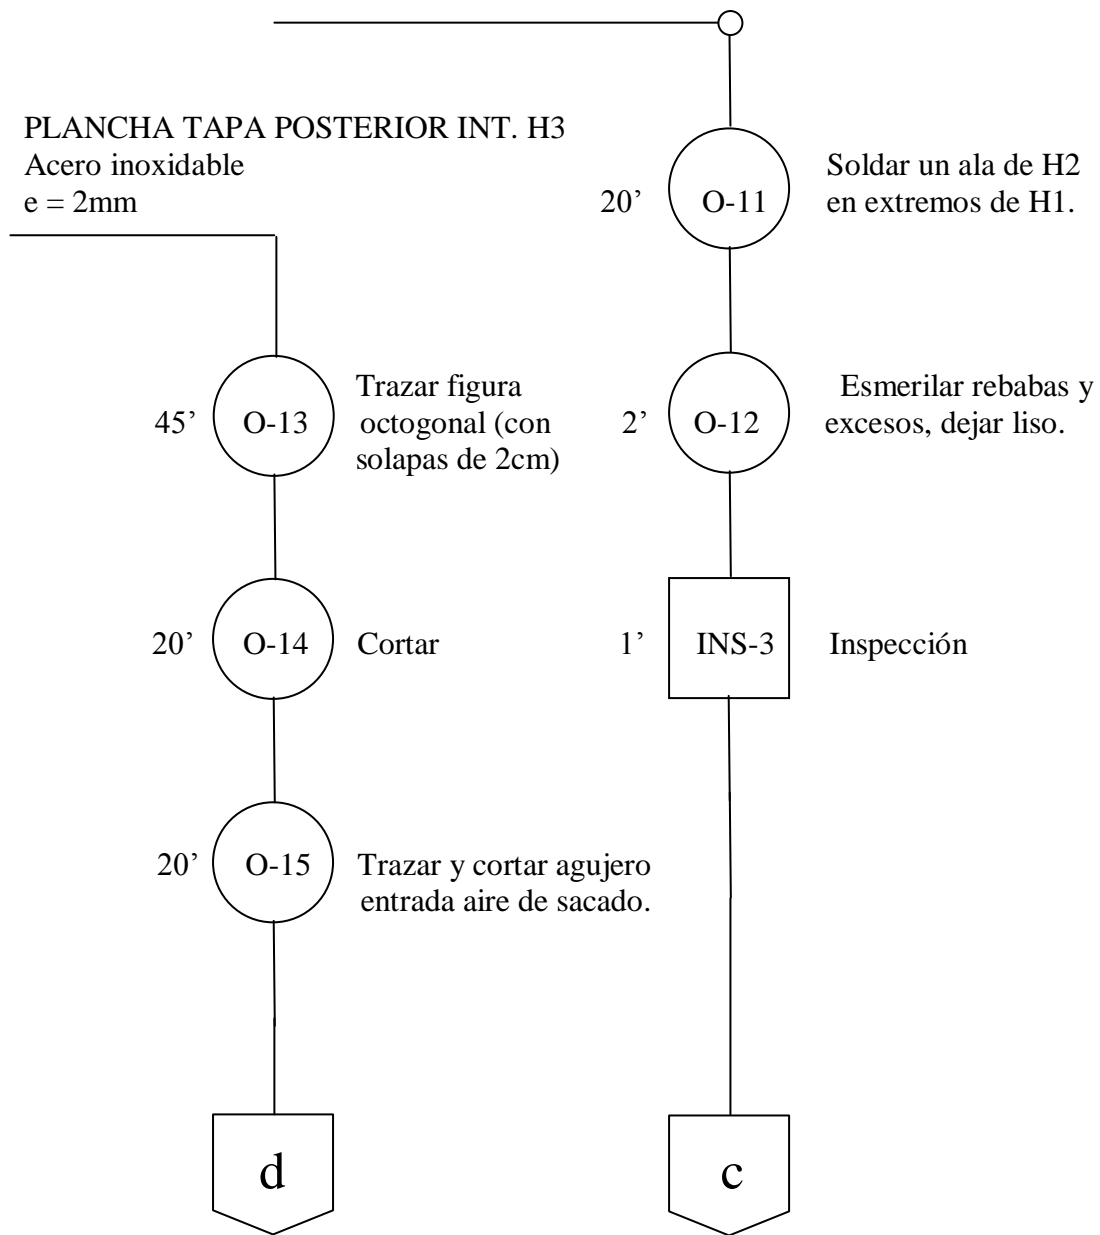 PLANCHA TAPA POSTERIOR INT. H3
Acero inoxidable
e = 2mm
20’
O-11
Soldar un ala de H2
en extremos de H1.
45’
O-13
Trazar figura
octogonal (con
solapas de 2cm)
2’
O-12
Esmerilar rebabas y
excesos, dejar liso.
20’
O-14
Cortar
1’
INS-3
Inspección
20’
O-15
Trazar y cortar agujero
entrada aire de sacado.
d
c